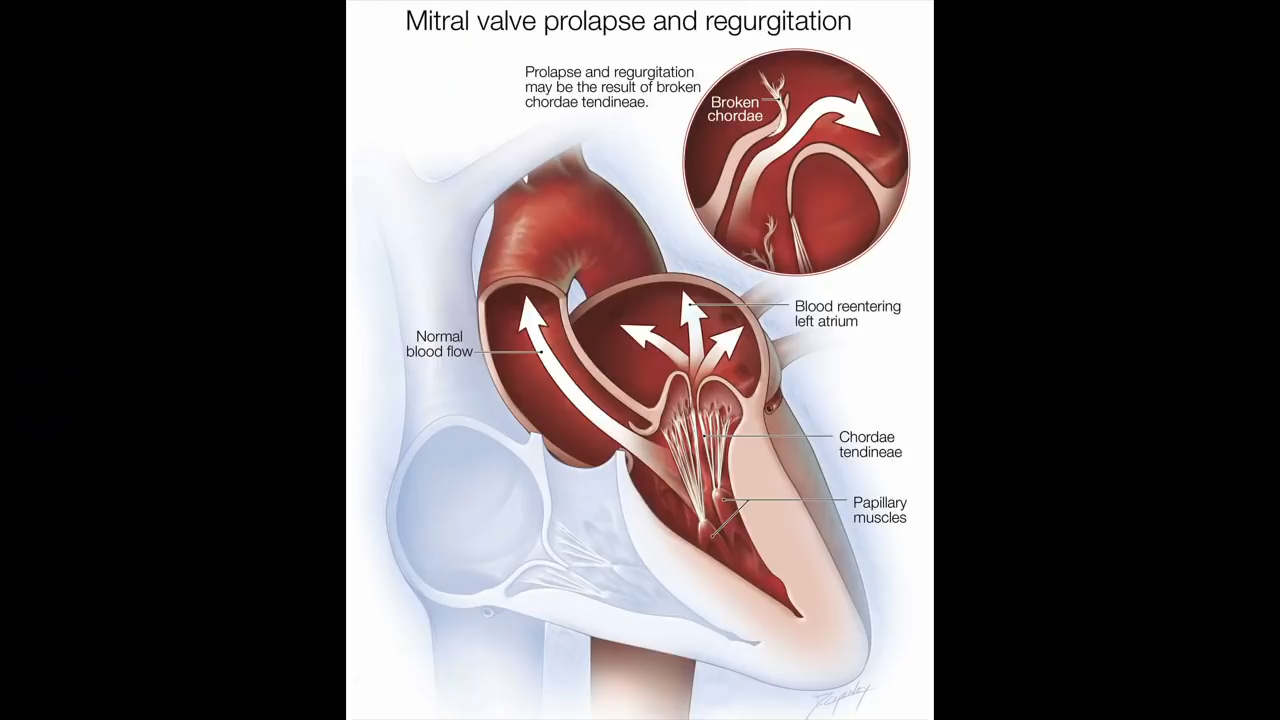 Mitral valve prolapse and regurgitation
Prolapse and regurgitation
may be the result of broken
chordae tendineae.
Broken
chordae
Blood reentering
left atrium
Normal
blood flow
Chordae
tendineae
Papillary
muscles